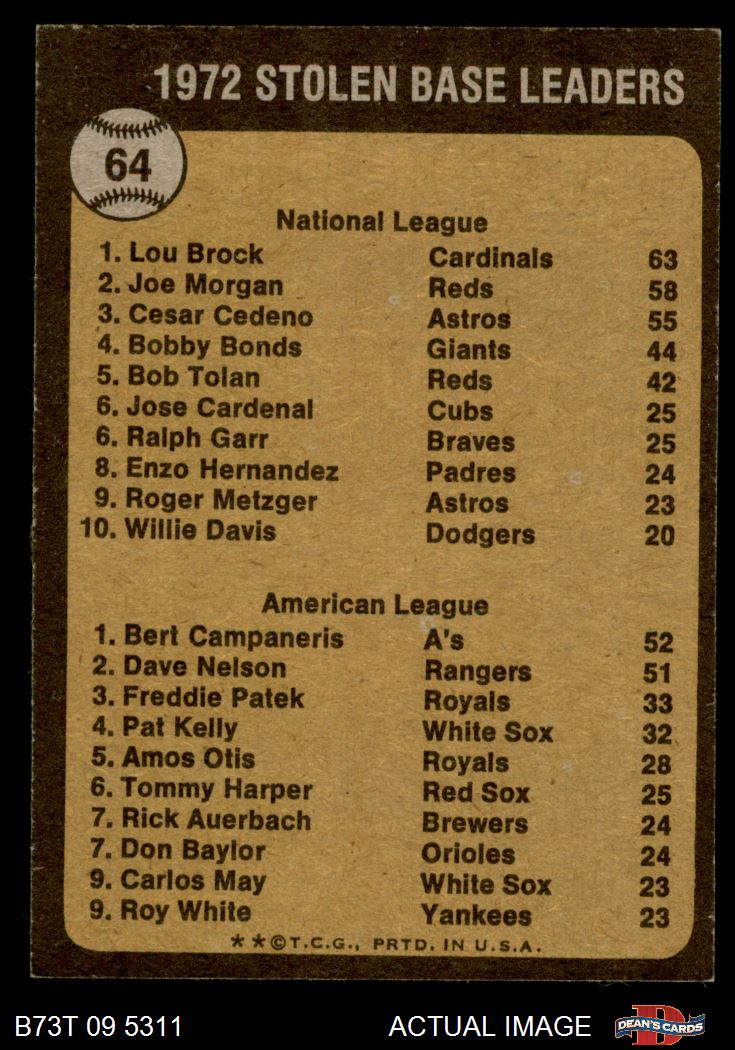 1972 STOLEN BASE LEADERS
64
National League
1. Lou Brock Cardinals 63
2. Joe Morgan Reds 58
3. Cesar Cedeno Astros 55
4. Bobby Bonds Giants 44
5. Bob Tolan Reds 42
6. Jose Cardenal Cubs 25
6. Ralph Garr Braves 25
8. Enzo Hernandez Padres 24
9. Roger Metzger Astros 23
10. Willie Davis Dodgers 20
American League
1. Bert Campaneris A's 52
2. Dave Nelson Rangers 51
3. Freddie Patek Royals 33
4. Pat Kelly White Sox 32
5. Amos Otis Royals 28
6. Tommy Harper Red Sox 25
7. Rick Auerbach Brewers 24
7. Don Baylor Orioles 24
9. Carlos May White Sox 23
9. Roy White Yankees 23
**©T.C.G., PRTD. IN U.S.A.
B73T 09 5311 ACTUAL IMAGE D DEAN'S CARDS